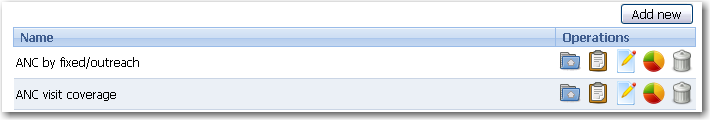 Add new
Name Operations
ANC by fixed/outreach
ANC visit coverage